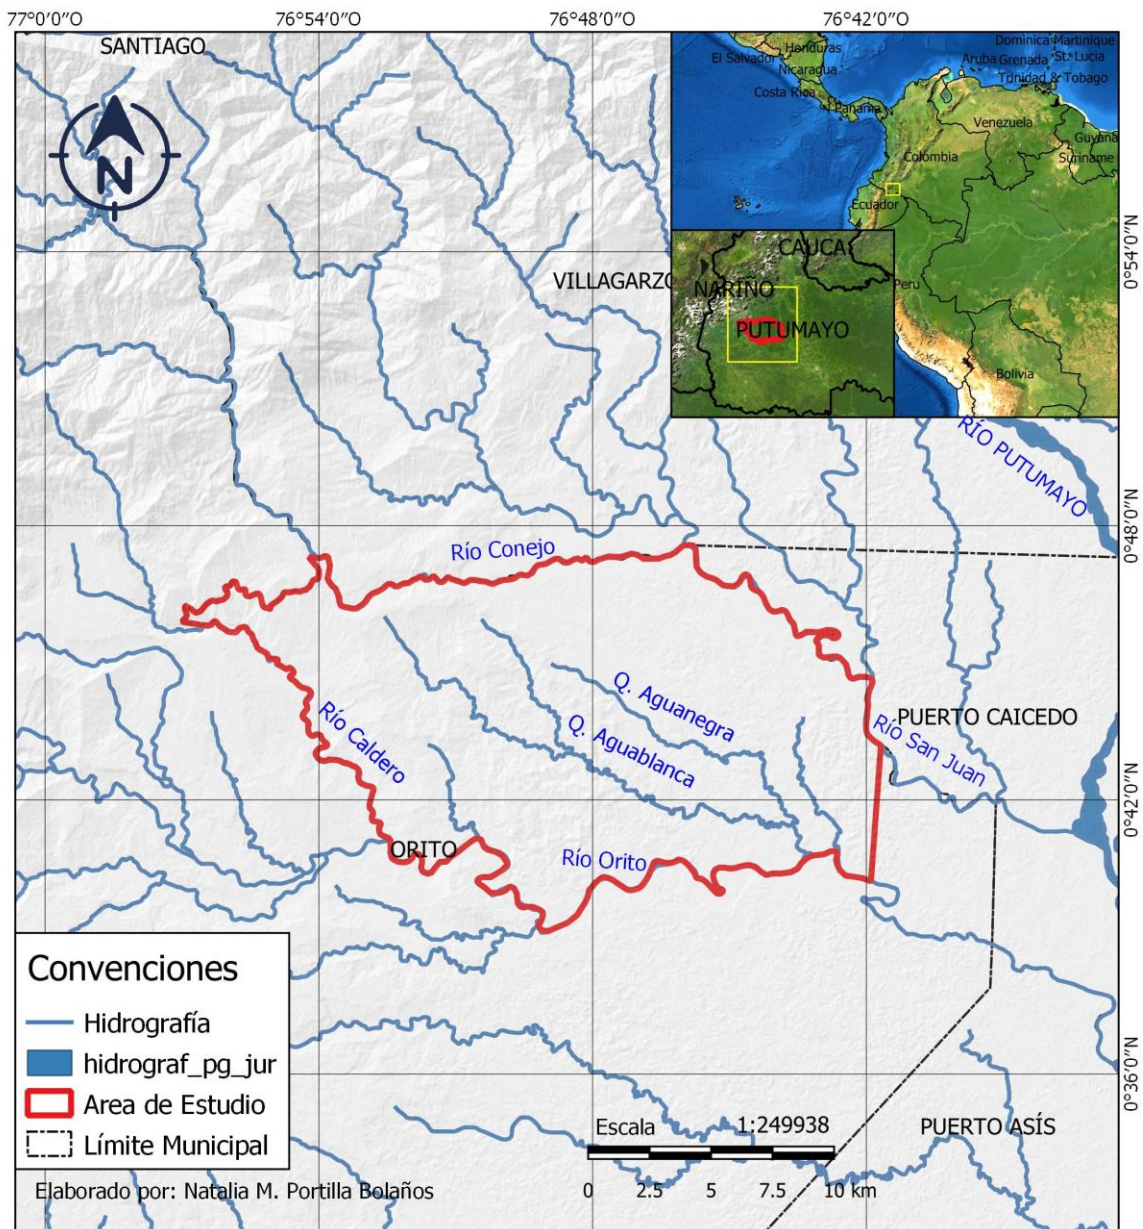 77°0'0"O 76°54'0"O 76°48'0"O 76°42'0"O
SANTIAGO
N
Dominica Martinique
Honduras
El Salvador
Aruba Grenada St. Lucia
Nicaragua
Trinidad & Tobago
Costa Rica
Panama
Venezuela
Guyana
Colombia
Suriname
Ecuador
CAUCA
0°54'0"N
VILLAGARZO
NARIÑO
Peru
PUTUMAYO
Bolivia
RÍO PUTUMAYO
0°48'0"N
Río Conejo
Q. Aguanegra
Río Caldero
Q. Aguablanca
PUERTO CAICEDO
Río San Juan
0°42'0"N
ORITO
Río Orito
Convenciones
Hidrografía
hidrograf_pg_jur
Area de Estudio
Límite Municipal
0°36'0"N
Escala 1:249938
PUERTO ASÍS
Elaborado por: Natalia M. Portilla Bolaños
0 2.5 5 7.5 10 km